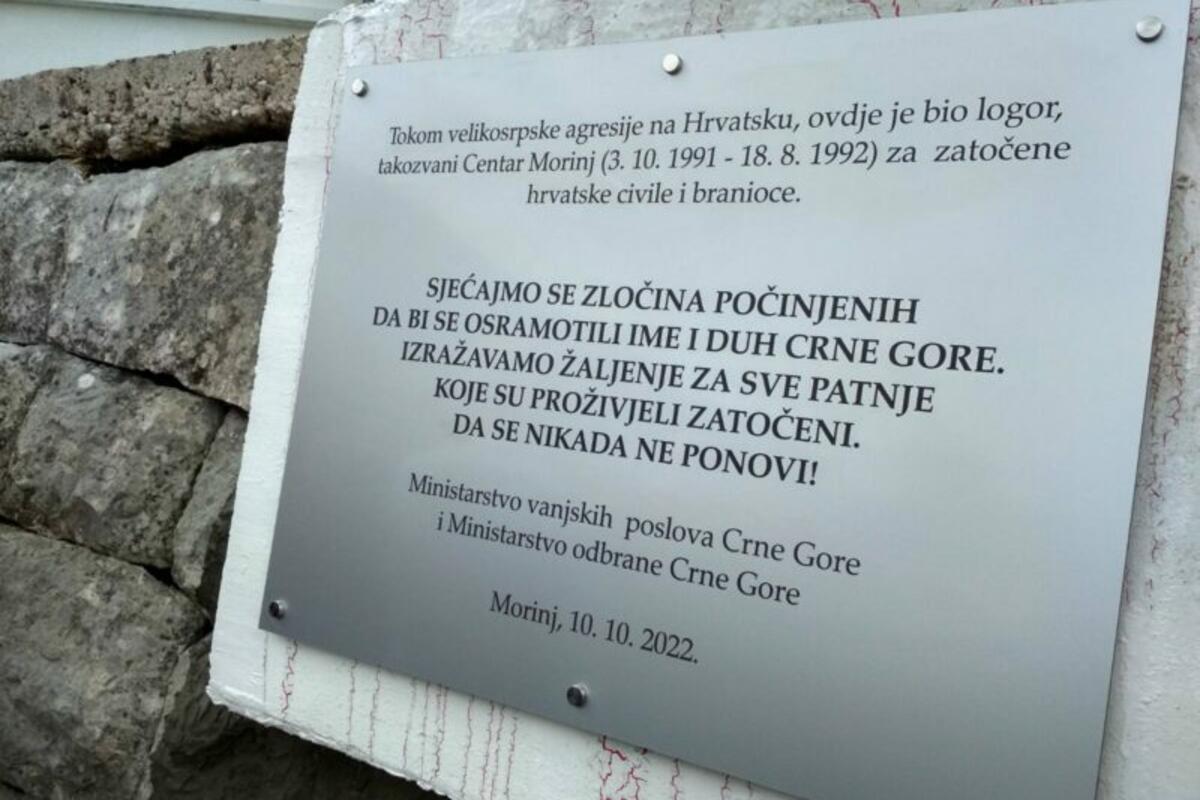 Tokom velikosrpske agresije na Hrvatsku, ovdje je bio logor,
takozvani Centar Morinj (3. 10. 1991 - 18. 8. 1992) za zatočene
hrvatske civile i branioce.
SJEĆAJMO SE ZLOČINA POČINJENIH
DA BI SE OSRAMOTILI IME I DUH CRNE GORE.
IZRAŽAVAMO ŽALJENJE ZA SVE PATNJE
KOJE SU PROŽIVJELI ZATOČENI.
DA SE NIKADA NE PONOVI!
Ministarstvo vanjskih poslova Crne Gore
i Ministarstvo odbrane Crne Gore
Morinj, 10. 10. 2022.